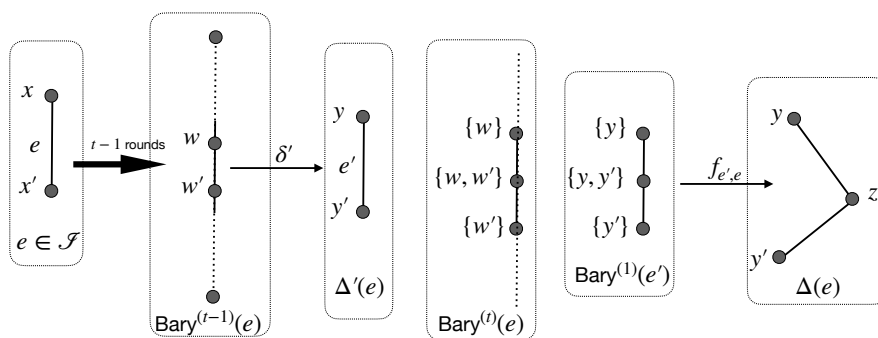 x
e
x'
e ∈ ℐ
t − 1 rounds
w
w'
Bary^(t−1)(e)
δ'
y
e'
y'
Δ'(e)
{w}
{w, w'}
{w'}
Bary^(t)(e)
{y}
{y, y'}
{y'}
Bary^(1)(e')
f_{e',e}
y
z
y'
Δ(e)